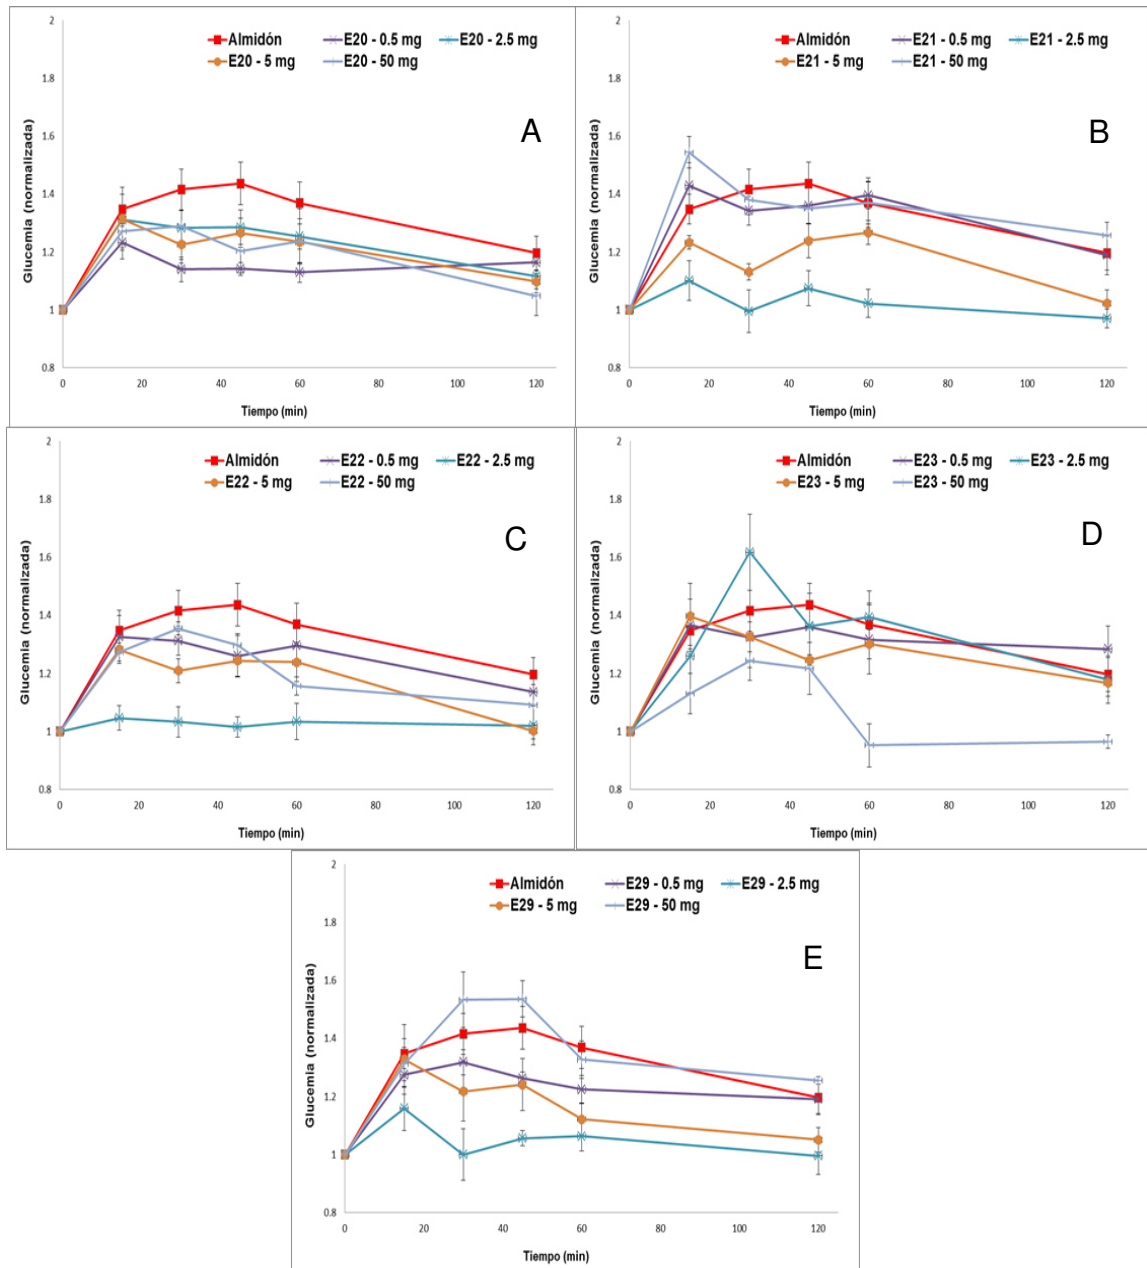 Almidón E20 - 0.5 mg E20 - 2.5 mg
E20 - 5 mg E20 - 50 mg
A
Glucemia (normalizada)
2
1.8
1.6
1.4
1.2
1
0.8
0 20 40 60 80 100 120
Tiempo (min)
Almidón E21 - 0.5 mg E21 - 2.5 mg
E21 - 5 mg E21 - 50 mg
B
Glucemia (normalizada)
2
1.8
1.6
1.4
1.2
1
0.8
0 20 40 60 80 100 120
Tiempo (min)
Almidón E22 - 0.5 mg E22 - 2.5 mg
E22 - 5 mg E22 - 50 mg
C
Glucemia (normalizada)
2
1.8
1.6
1.4
1.2
1
0.8
0 20 40 60 80 100 120
Tiempo (min)
Almidón E23 - 0.5 mg E23 - 2.5 mg
E23 - 5 mg E23 - 50 mg
D
Glucemia (normalizada)
2
1.8
1.6
1.4
1.2
1
0.8
0 20 40 60 80 100 120
Tiempo (min)
Almidón E29 - 0.5 mg E29 - 2.5 mg
E29 - 5 mg E29 - 50 mg
E
Glucemia (normalizada)
2
1.8
1.6
1.4
1.2
1
0.8
0 20 40 60 80 100 120
Tiempo (min)